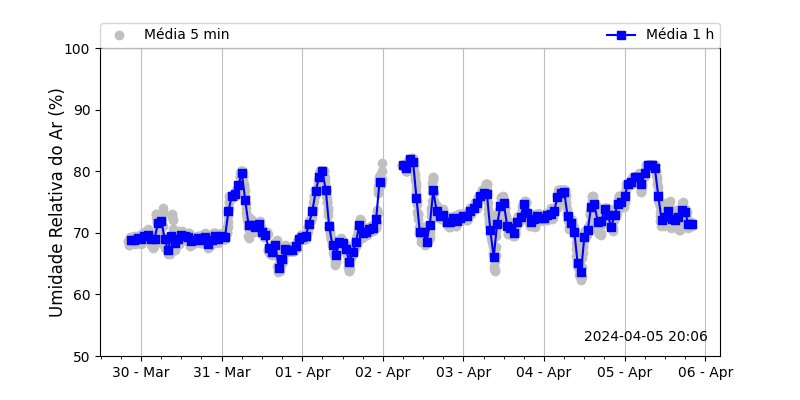 Média 5 min Média 1 h
Umidade Relativa do Ar (%)
100
90
80
70
60
50
2024-04-05 20:06
30 - Mar 31 - Mar 01 - Apr 02 - Apr 03 - Apr 04 - Apr 05 - Apr 06 - Apr